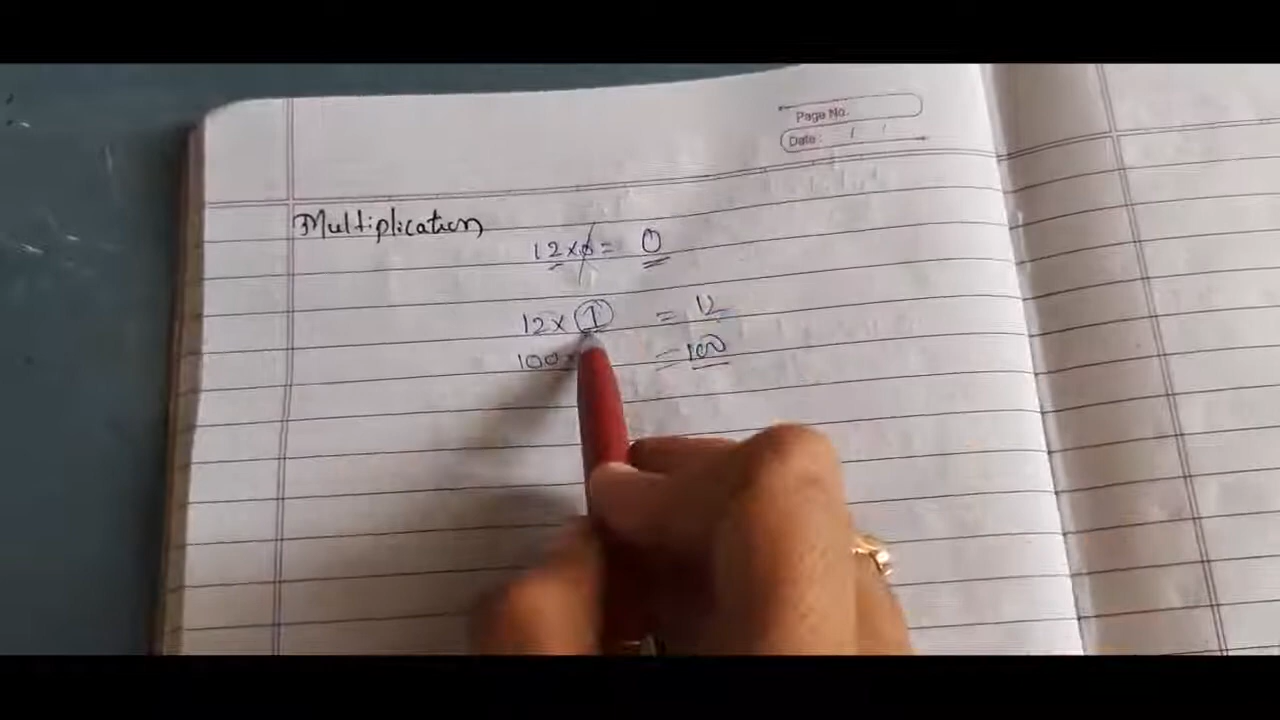 Page No.
Date : / /
Multiplication
12 × 0 = 0
12 × 1 = 12
100 × = 100